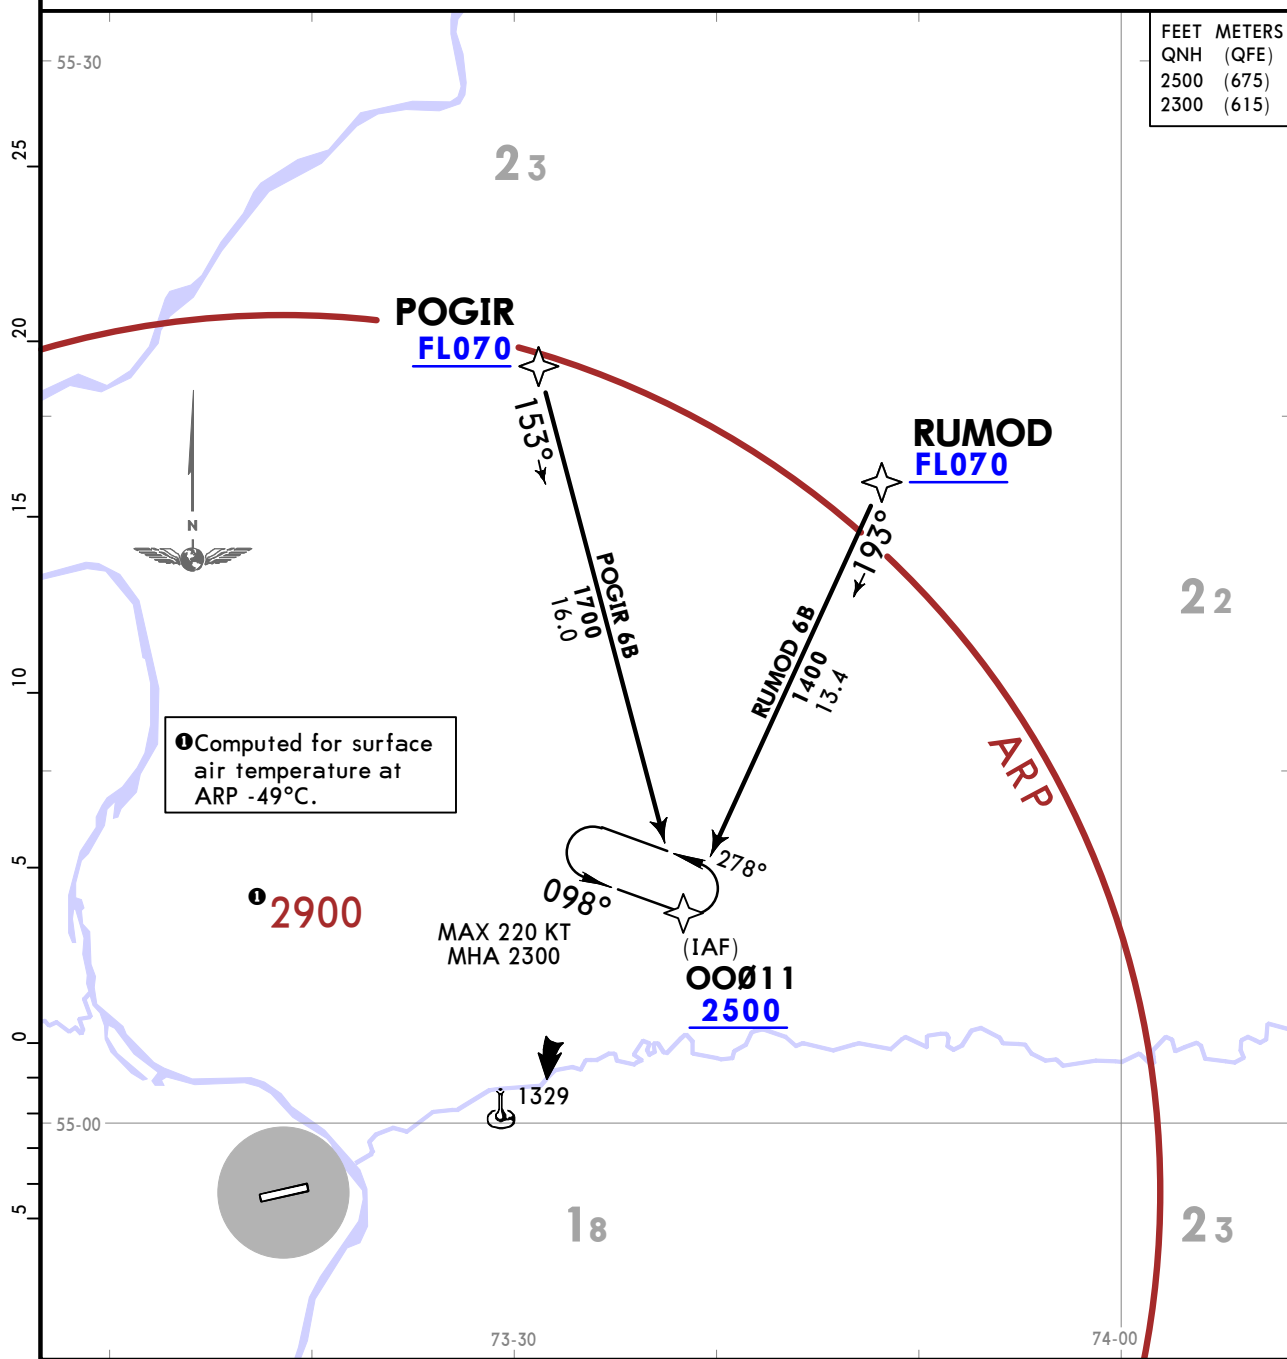 FEET METERS
QNH (QFE)
2500 (675)
2300 (615)
55-30
25
23
20
POGIR
FL070
153°
RUMOD
FL070
193°
15
N
POGIR 6B
1700
16.0
RUMOD 6B
1400
13.4
22
10
❶Computed for surface
air temperature at
ARP -49°C.
ARP
5
278°
098°
❶2900
MAX 220 KT
MHA 2300
(IAF)
OOØ11
2500
0
1329
55-00
5
18
23
73-30
74-00